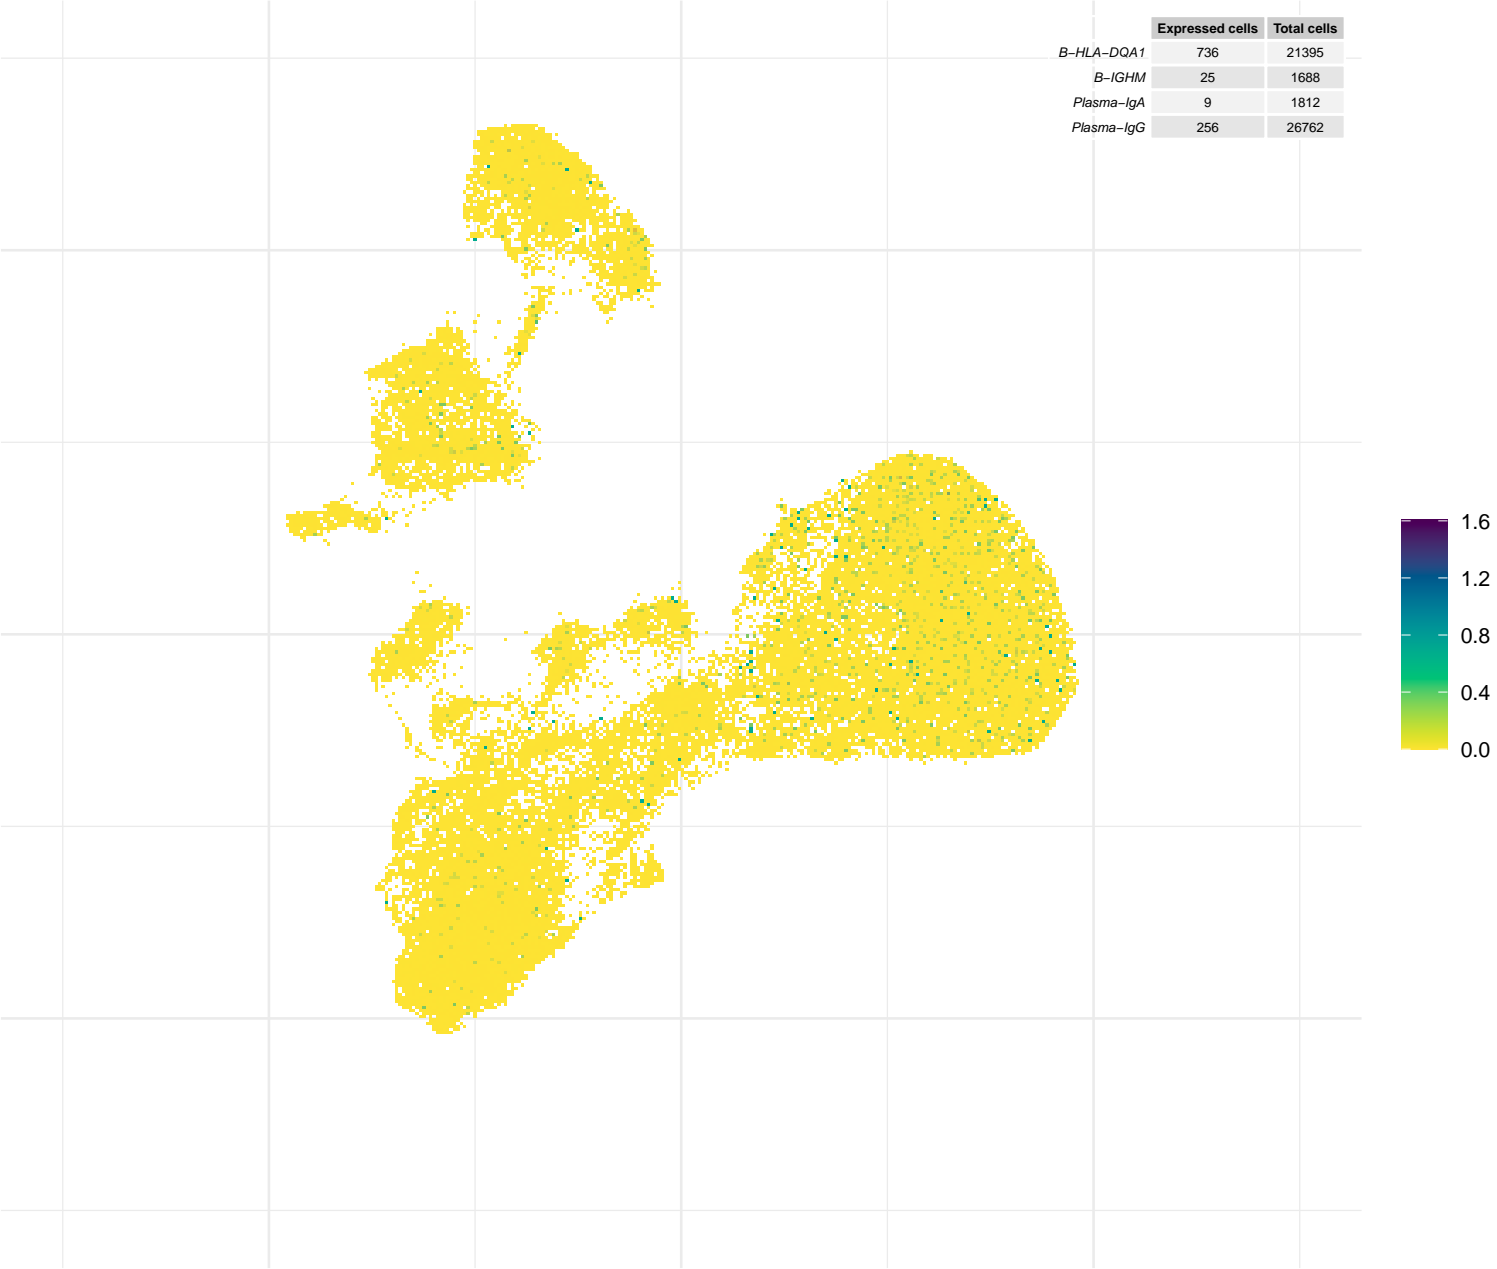 Expressed cells Total cells
B−HLA−DQA1 736 21395
B−IGHM 25 1688
Plasma−IgA 9 1812
Plasma−IgG 256 26762
1.6
1.2
0.8
0.4
0.0